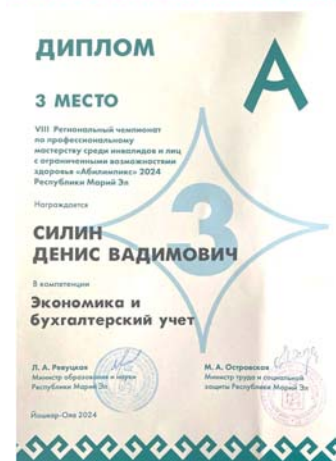 ДИПЛОМ
А
3 МЕСТО
VIII Региональный чемпионат
по профессиональному
мастерству среди инвалидов и лиц
с ограниченными возможностями
здоровья «Абилимпикс» 2024
Республики Марий Эл
Награждается
3
СИЛИН
ДЕНИС ВАДИМОВИЧ
В компетенции
Экономика и
бухгалтерский учет
Л. А. Ревуцкая
Министр образования и науки
Республики Марий Эл
М. А. Островская
Министр труда и социальной
защиты Республики Марий Эл
Йошкар-Ола 2024